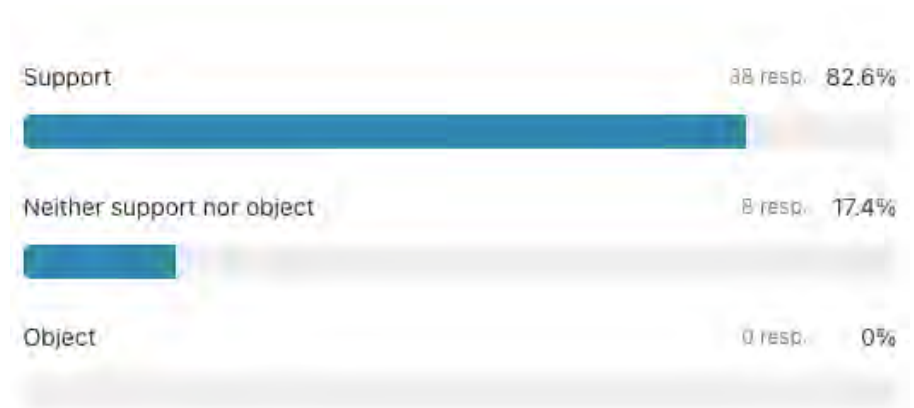 Support 38 resp. 82.6%
Neither support nor object 8 resp. 17.4%
Object 0 resp. 0%